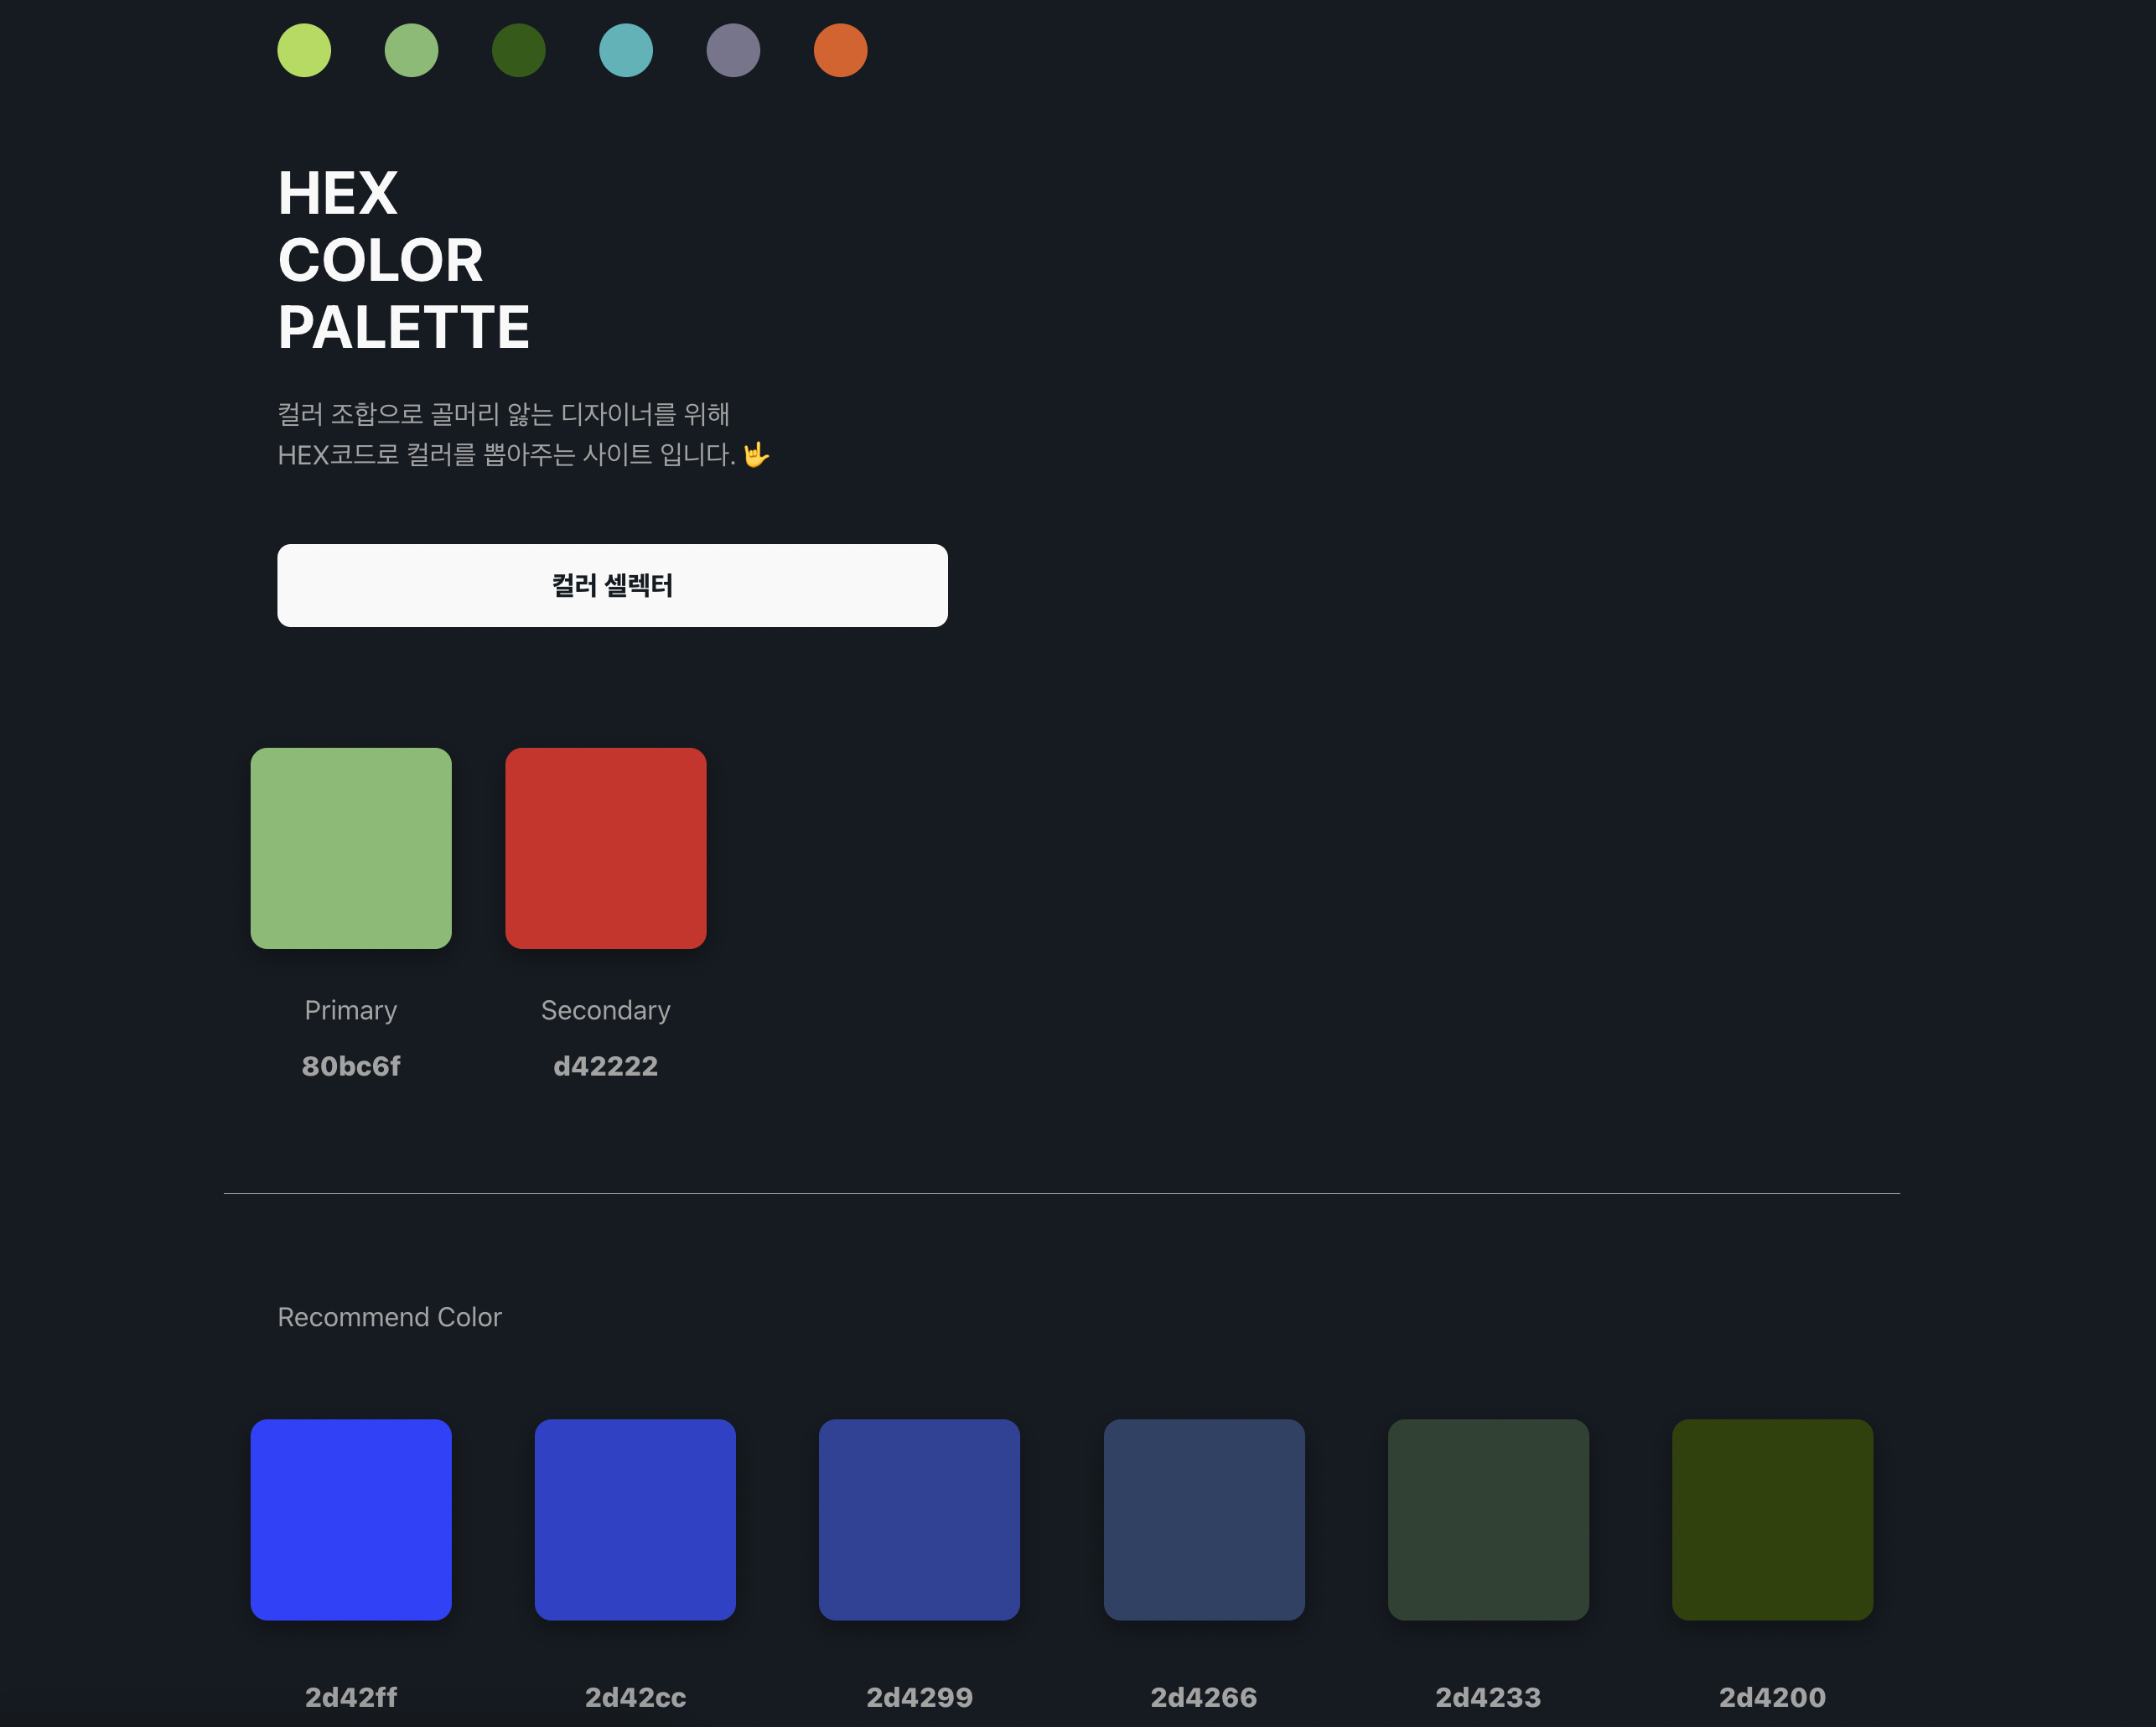 HEX
COLOR
PALETTE
컬러 조합으로 골머리 앓는 디자이너를 위해
HEX코드로 컬러를 뽑아주는 사이트 입니다. 🤟
컬러 셀렉터
Primary
Secondary
80bc6f
d42222
Recommend Color
2d42ff
2d42cc
2d4299
2d4266
2d4233
2d4200